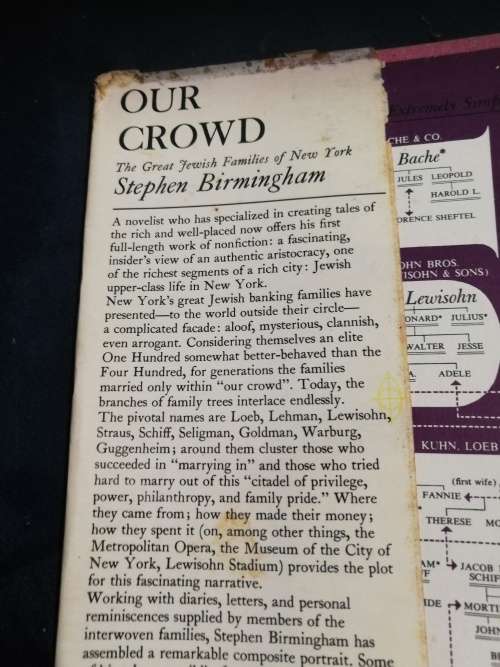 OUR
CROWD
The Great Jewish Families of New York
Stephen Birmingham
A novelist who has specialized in creating tales of
the rich and well-placed now offers his first
full-length work of nonfiction: a fascinating,
insider's view of an authentic aristocracy, one
of the richest segments of a rich city: Jewish
upper-class life in New York.
New York's great Jewish banking families have
presented—to the world outside their circle—
a complicated facade: aloof, mysterious, clannish,
even arrogant. Considering themselves an elite
One Hundred somewhat better-behaved than the
Four Hundred, for generations the families
married only within "our crowd". Today, the
branches of family trees interlace endlessly.
The pivotal names are Loeb, Lehman, Lewisohn,
Straus, Schiff, Seligman, Goldman, Warburg,
Guggenheim; around them cluster those who
succeeded in "marrying in" and those who tried
hard to marry out of this "citadel of privilege,
power, philanthropy, and family pride." Where
they came from; how they made their money;
how they spent it (on, among other things, the
Metropolitan Opera, the Museum of the City of
New York, Lewisohn Stadium) provides the plot
for this fascinating narrative.
Working with diaries, letters, and personal
reminiscences supplied by members of the
interwoven families, Stephen Birmingham has
assembled a remarkable composite portrait. Some
Extremely
CHE & CO.
Bache*
JULES LEOPOLD
HAROLD L.
ORENCE SHEFTEL
OHN BROS.
ISOHN & SONS)
Lewisohn
ONARD* JULIUS*
WALTER JESSE
A. ADELE
KUHN. LOEB
(first wife)
FANNIE
THERESE MO
AM* JACOB
FF SCHIF
IDE MORTI
JOHN